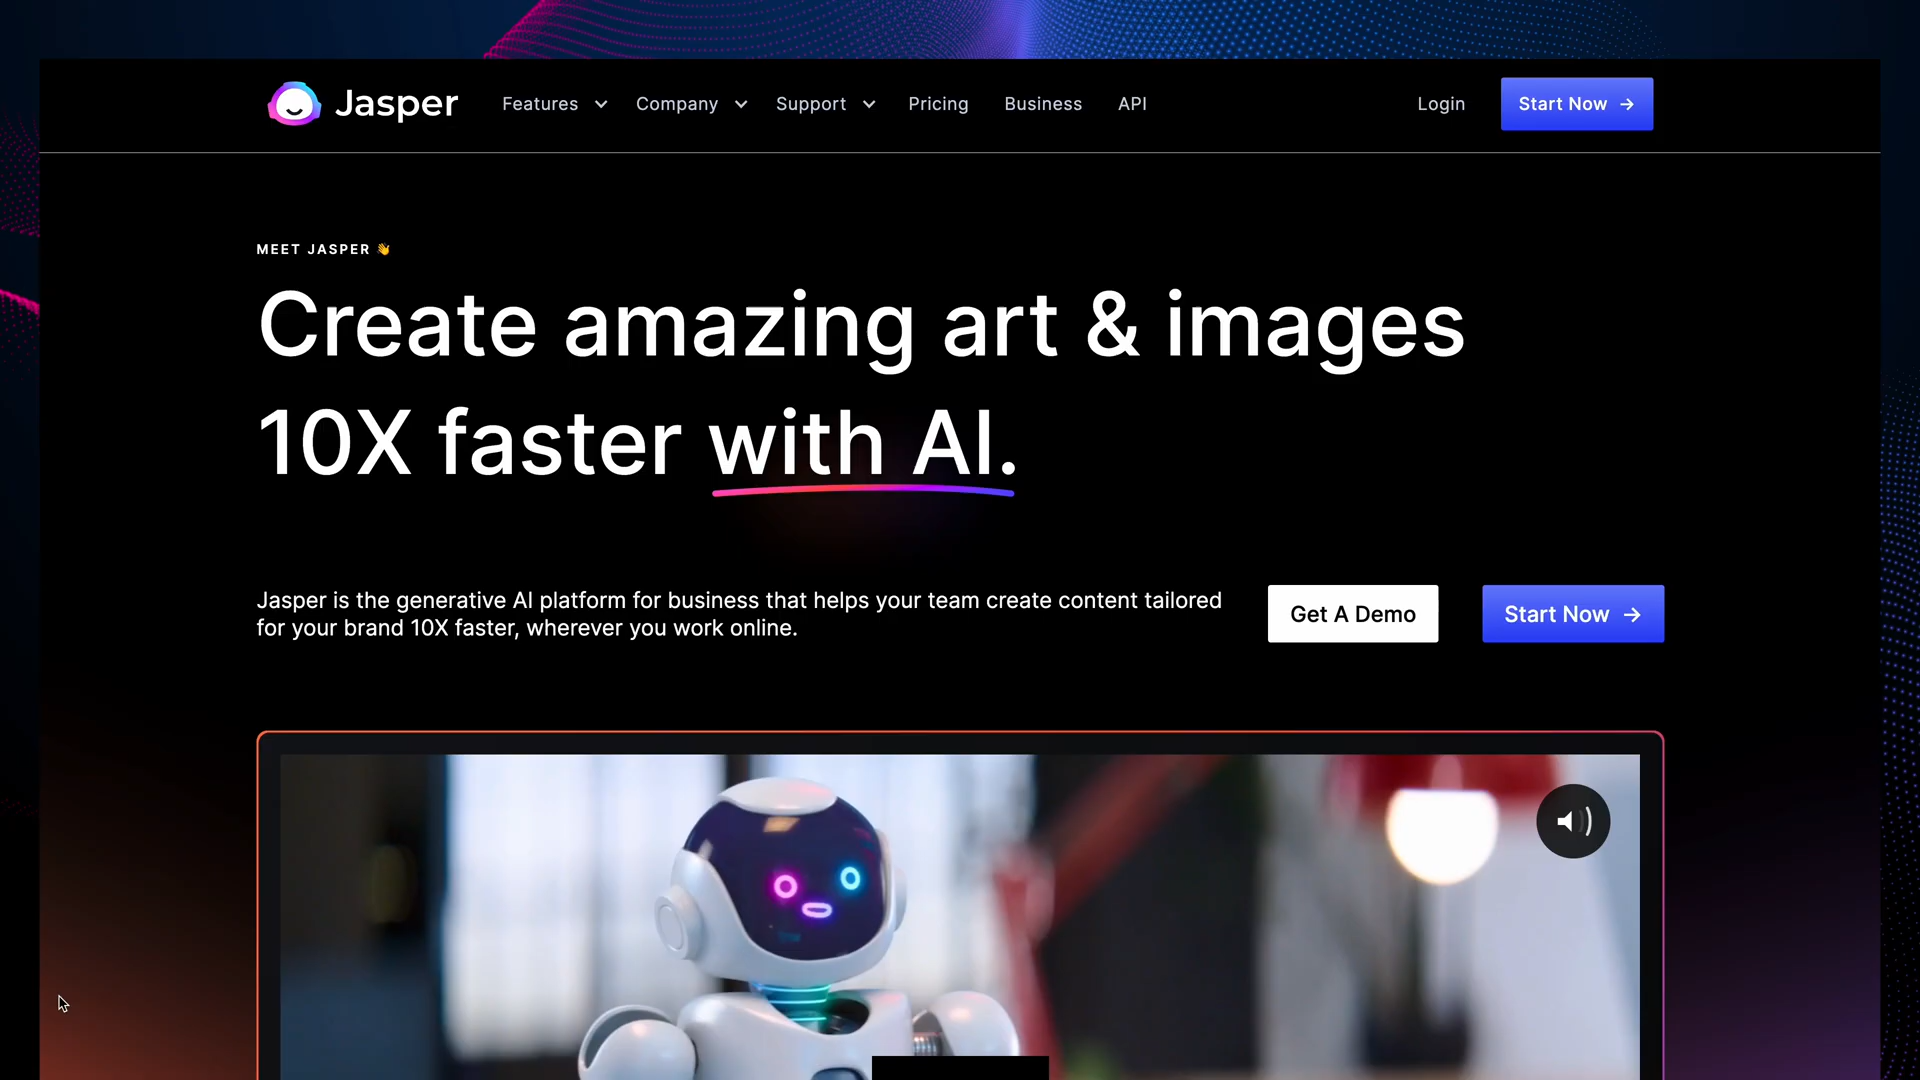 Jasper Features Company Support Pricing Business API Login Start Now →
MEET JASPER 👋
Create amazing art & images
10X faster with AI.
Jasper is the generative AI platform for business that helps your team create content tailored
for your brand 10X faster, wherever you work online.
Get A Demo Start Now →